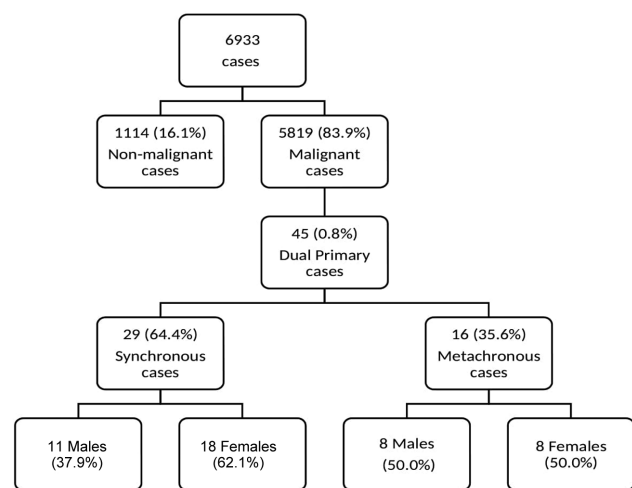 6933
cases
1114 (16.1%)
Non-malignant
cases
5819 (83.9%)
Malignant
cases
45 (0.8%)
Dual Primary
cases
29 (64.4%)
Synchronous
cases
16 (35.6%)
Metachronous
cases
11 Males
(37.9%)
18 Females
(62.1%)
8 Males
(50.0%)
8 Females
(50.0%)